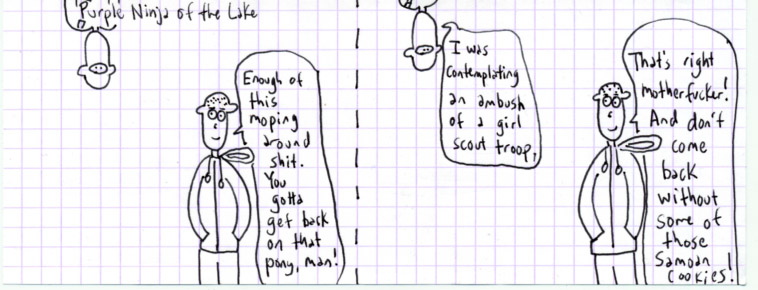 Purple Ninja of the Lake
Enough of
this
moping
around
shit.
You
gotta
get back
on that
pony, man!
I was
contemplating
an ambush
of a girl
scout troop,
That's right
motherfucker!
And don't
come
back
without
some of
those
Samoan
cookies!